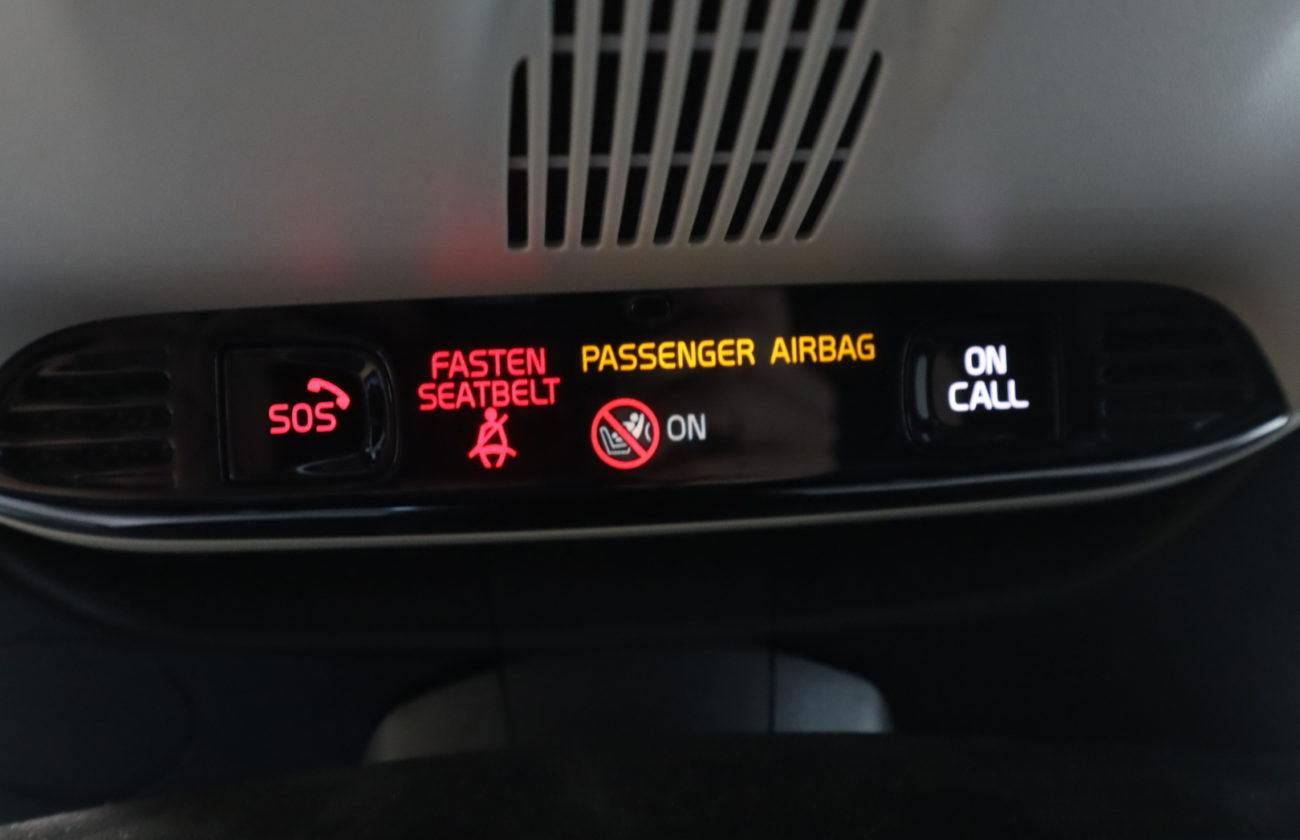 SOS
FASTEN
SEATBELT
PASSENGER AIRBAG
ON
ON
CALL